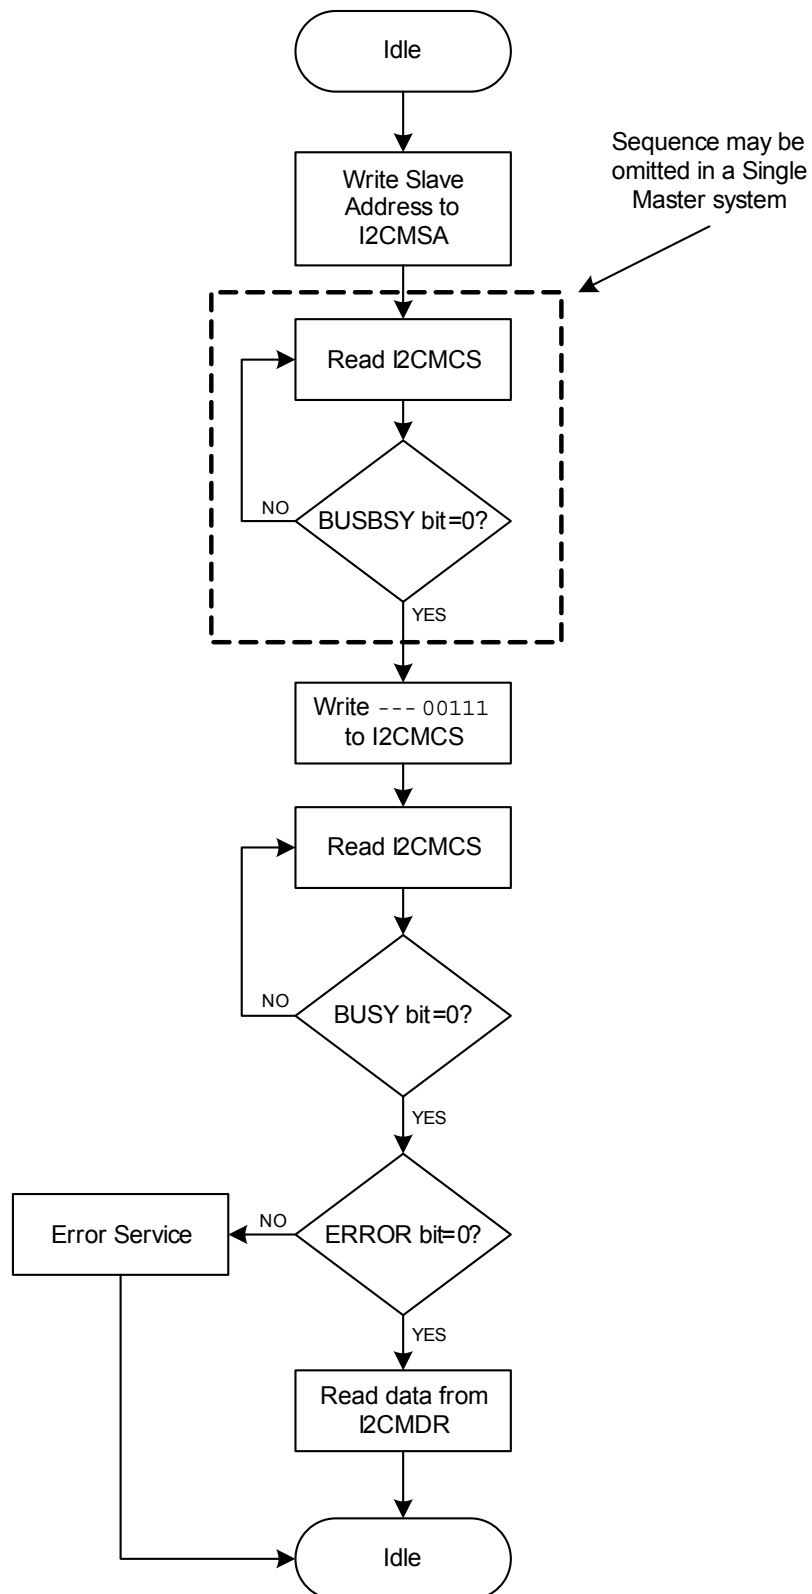 Idle
Sequence may be
omitted in a Single
Master system
Write Slave
Address to
I2CMSA
Read I2CMCS
NO
BUSBSY bit=0?
YES
Write --- 00111
to I2CMCS
Read I2CMCS
NO
BUSY bit=0?
YES
Error Service
NO
ERROR bit=0?
YES
Read data from
I2CMDR
Idle